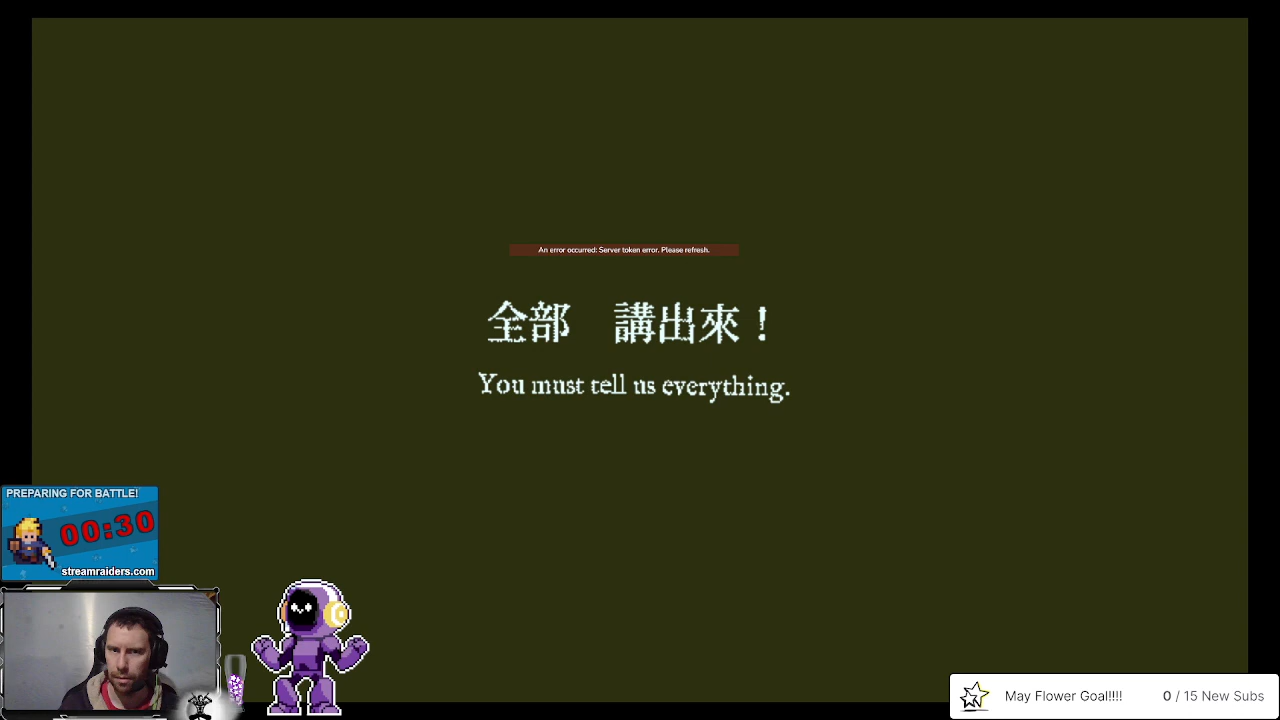 An error occurred: Server token error. Please refresh.
全部　講出來！
You must tell us everything.
PREPARING FOR BATTLE!
00:30
streamraiders.com
May Flower Goal!!!! 0 / 15 New Subs